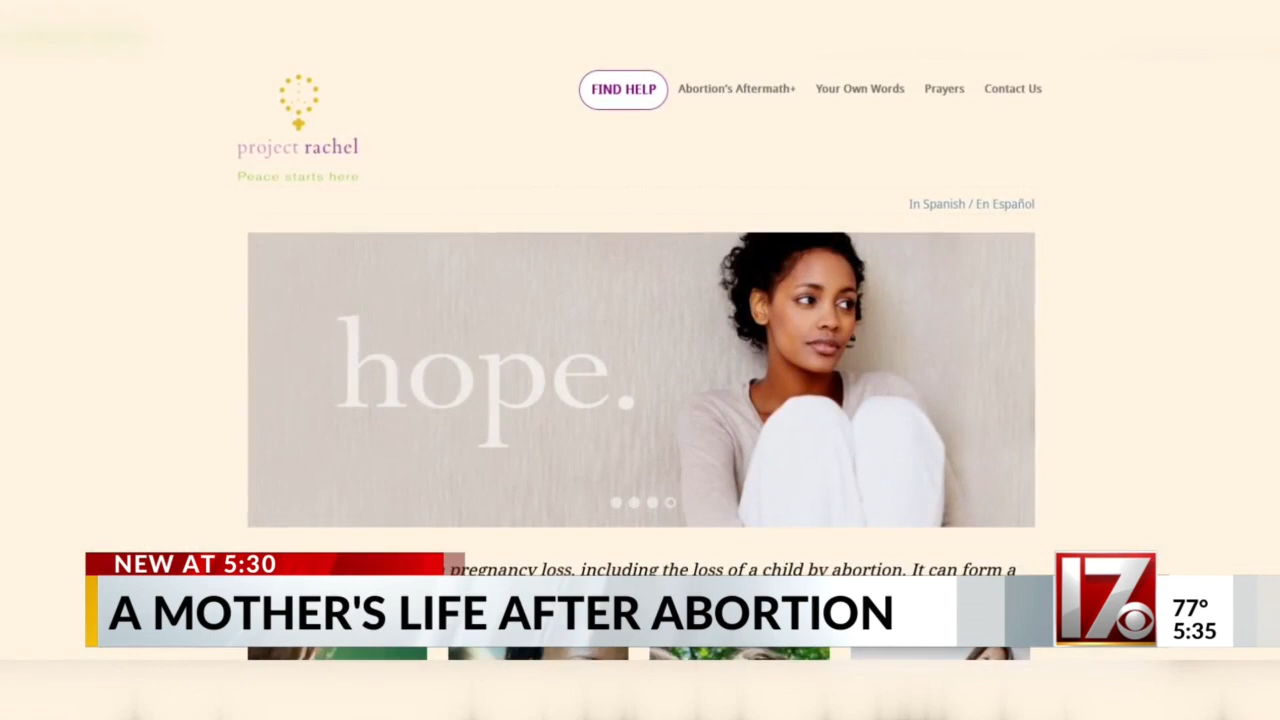 FIND HELP
Abortion's Aftermath+
Your Own Words
Prayers
Contact Us
project rachel
Peace starts here
In Spanish / En Español
hope.
pregnancy loss, including the loss of a child by abortion. It can form a
NEW AT 5:30
A MOTHER'S LIFE AFTER ABORTION
17
77°
5:35